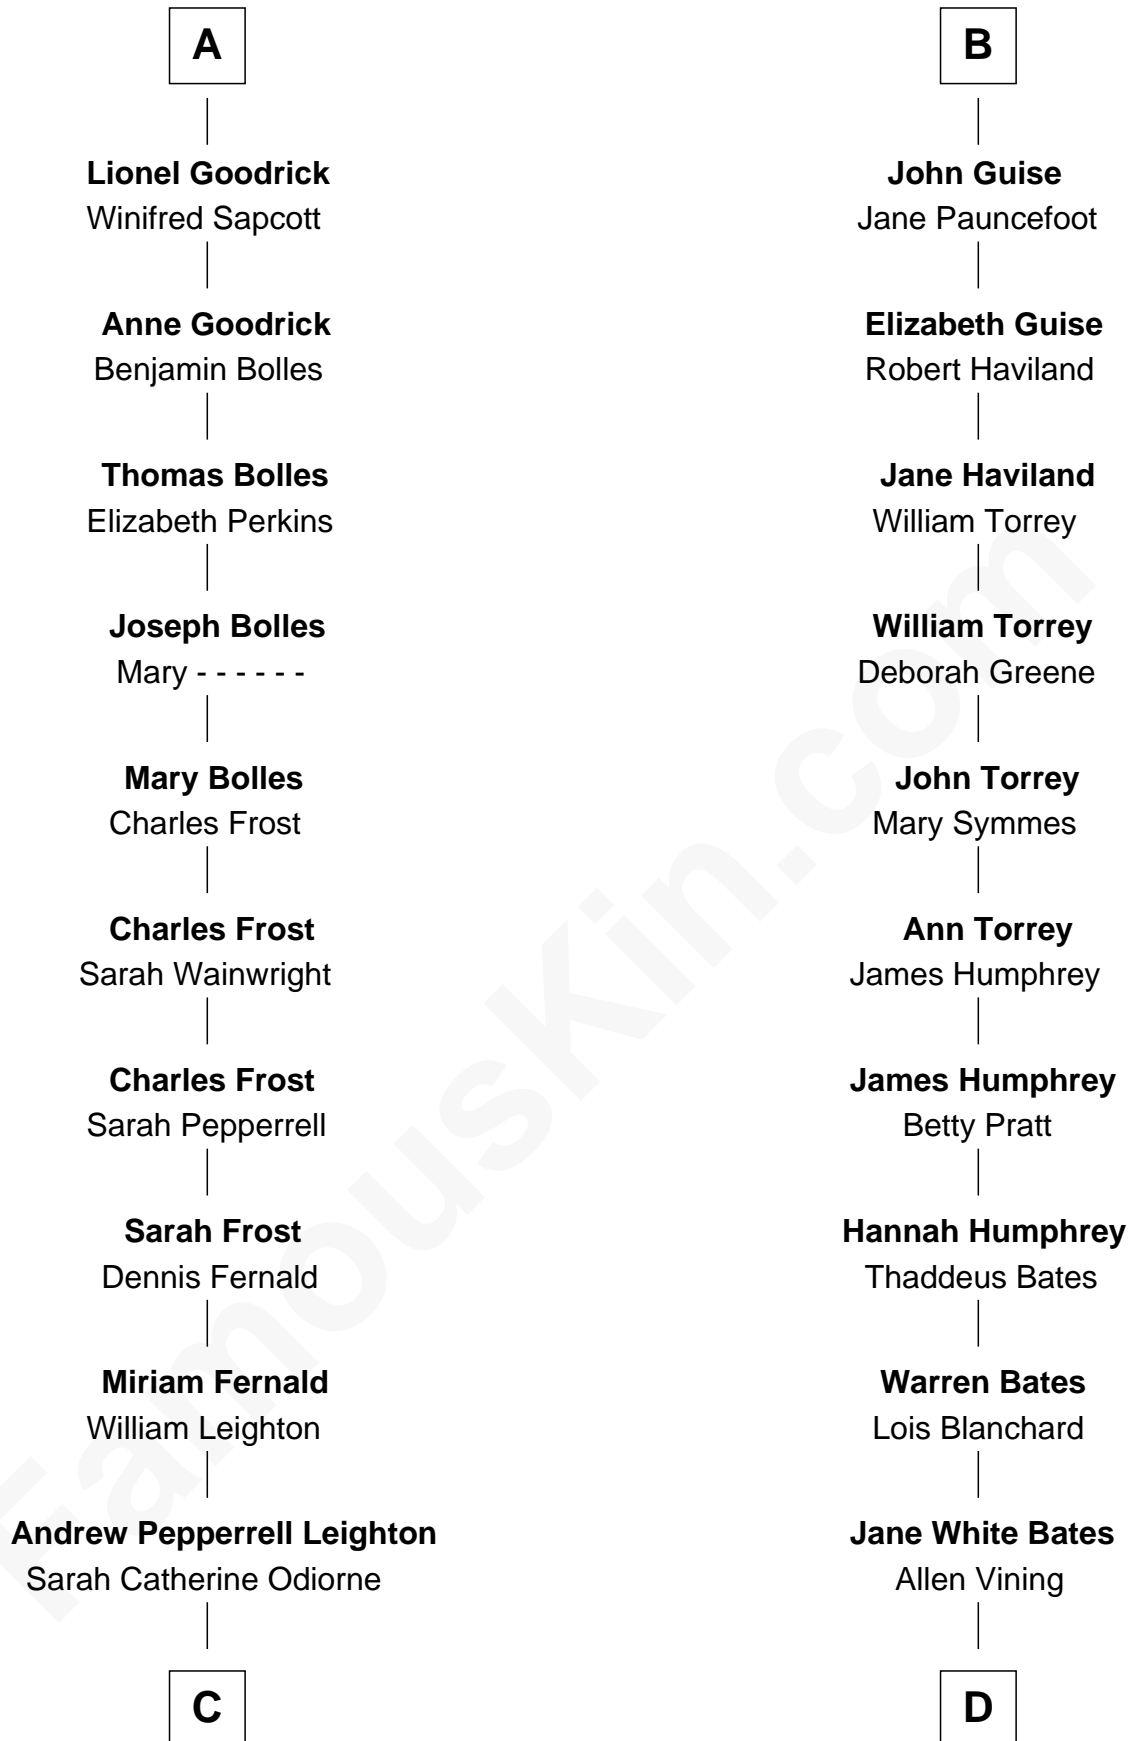 A
Lionel Goodrick
Winifred Sapcott
Anne Goodrick
Benjamin Bolles
Thomas Bolles
Elizabeth Perkins
Joseph Bolles
Mary - - - - - -
Mary Bolles
Charles Frost
Charles Frost
Sarah Wainwright
Charles Frost
Sarah Pepperrell
Sarah Frost
Dennis Fernald
Miriam Fernald
William Leighton
Andrew Pepperrell Leighton
Sarah Catherine Odiorne
C
B
John Guise
Jane Pauncefoot
Elizabeth Guise
Robert Haviland
Jane Haviland
William Torrey
William Torrey
Deborah Greene
John Torrey
Mary Symmes
Ann Torrey
James Humphrey
James Humphrey
Betty Pratt
Hannah Humphrey
Thaddeus Bates
Warren Bates
Lois Blanchard
Jane White Bates
Allen Vining
D
FamousKin.com